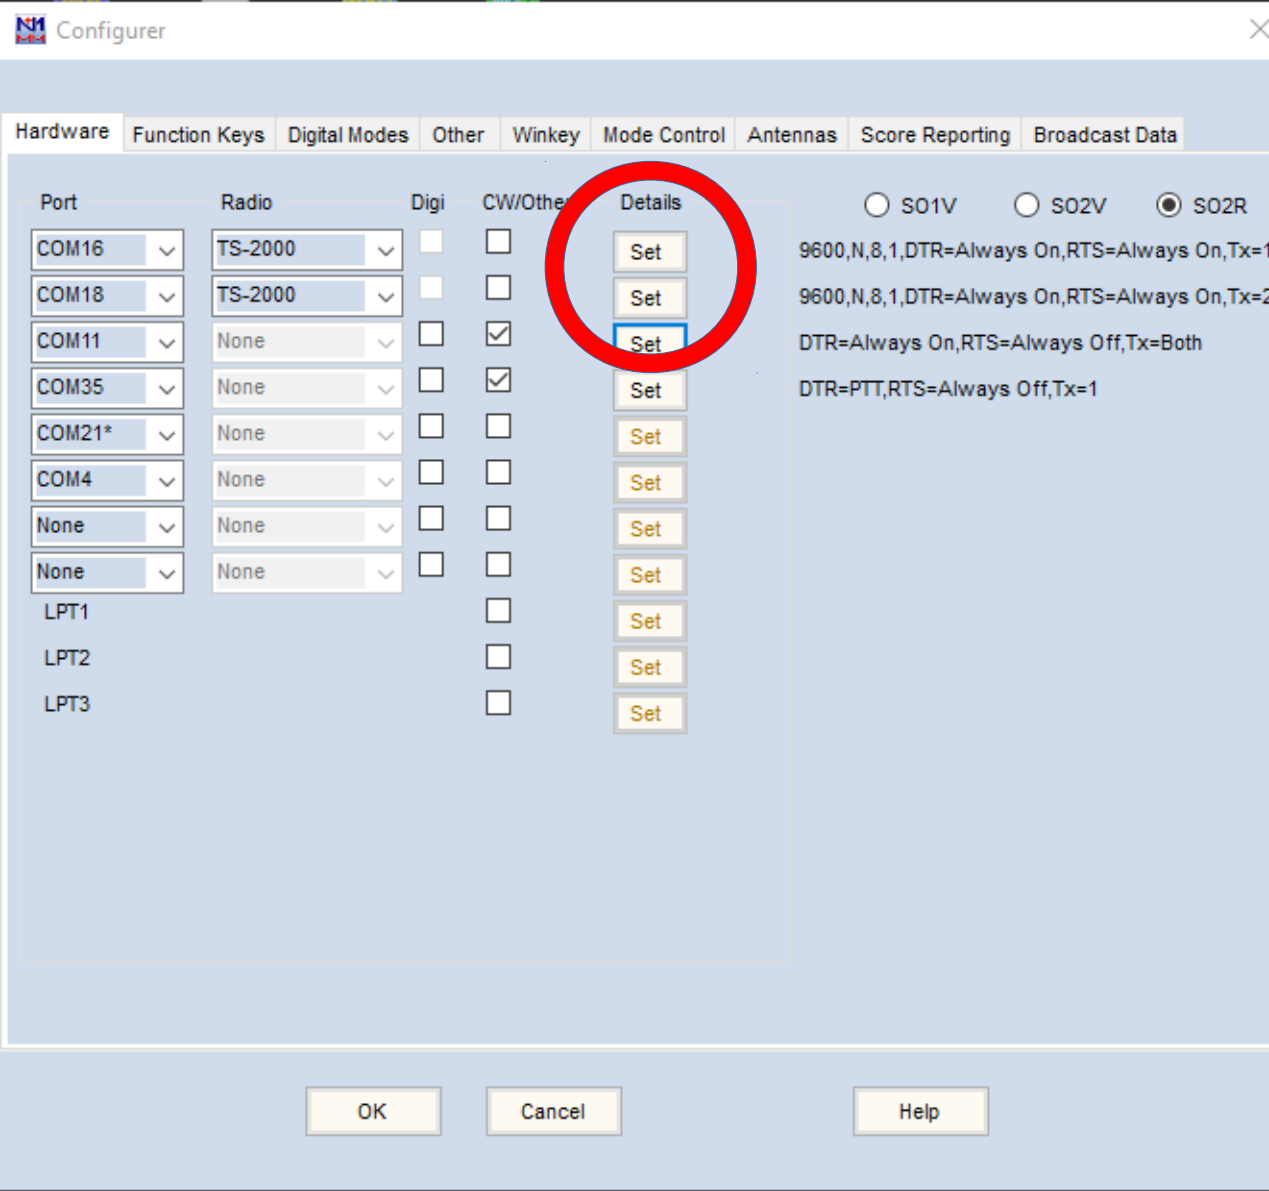 Configurer
Hardware Function Keys Digital Modes Other Winkey Mode Control Antennas Score Reporting Broadcast Data
Port Radio Digi CW/Other Details SO1V SO2V SO2R
COM16 TS-2000 Set 9600,N,8,1,DTR=Always On,RTS=Always On,Tx=1
COM18 TS-2000 Set 9600,N,8,1,DTR=Always On,RTS=Always On,Tx=2
COM11 None Set DTR=Always On,RTS=Always Off,Tx=Both
COM35 None Set DTR=PTT,RTS=Always Off,Tx=1
COM21* None Set
COM4 None Set
None None Set
None None Set
LPT1 Set
LPT2 Set
LPT3 Set
OK Cancel Help